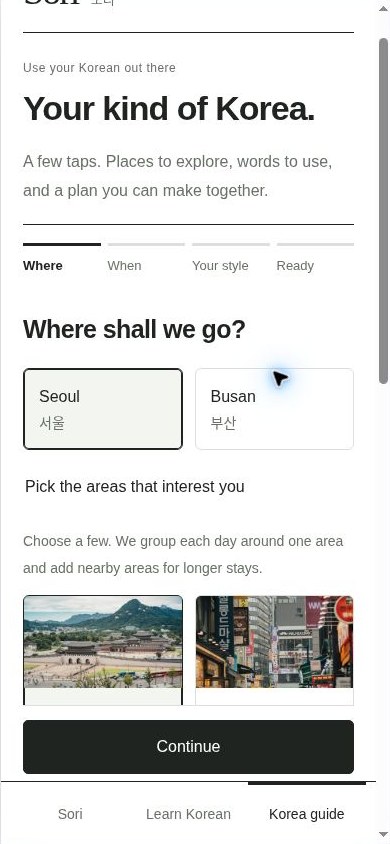 Sori 소리
Use your Korean out there
Your kind of Korea.
A few taps. Places to explore, words to use,
and a plan you can make together.
Where
When
Your style
Ready
Where shall we go?
Seoul
서울
Busan
부산
Pick the areas that interest you
Choose a few. We group each day around one area
and add nearby areas for longer stays.
Continue
Sori
Learn Korean
Korea guide